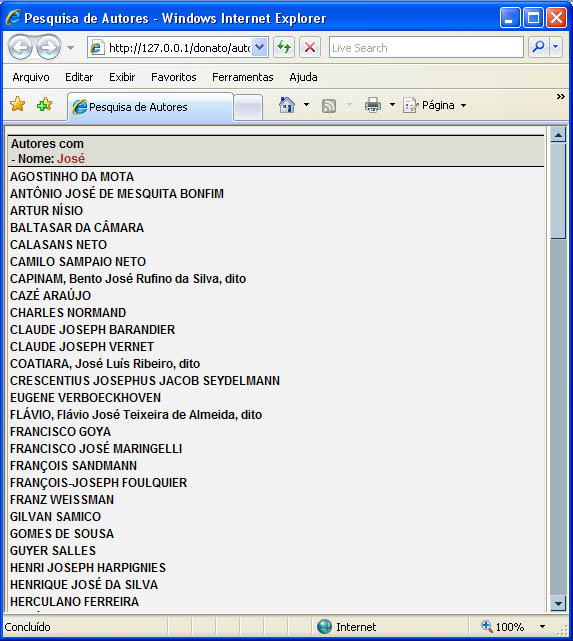 Pesquisa de Autores - Windows Internet Explorer
http://127.0.0.1/donato/auto
Live Search
Arquivo Editar Exibir Favoritos Ferramentas Ajuda
Pesquisa de Autores
Página
»
Autores com
- Nome: José
AGOSTINHO DA MOTA
ANTÔNIO JOSÉ DE MESQUITA BONFIM
ARTUR NÍSIO
BALTASAR DA CÂMARA
CALASANS NETO
CAMILO SAMPAIO NETO
CAPINAM, Bento José Rufino da Silva, dito
CAZÉ ARAÚJO
CHARLES NORMAND
CLAUDE JOSEPH BARANDIER
CLAUDE JOSEPH VERNET
COATIARA, José Luís Ribeiro, dito
CRESCENTIUS JOSEPHUS JACOB SEYDELMANN
EUGENE VERBOECKHOVEN
FLÁVIO, Flávio José Teixeira de Almeida, dito
FRANCISCO GOYA
FRANCISCO JOSÉ MARINGELLI
FRANÇOIS SANDMANN
FRANÇOIS-JOSEPH FOULQUIER
FRANZ WEISSMAN
GILVAN SAMICO
GOMES DE SOUSA
GUYER SALLES
HENRI JOSEPH HARPIGNIES
HENRIQUE JOSÉ DA SILVA
HERCULANO FERREIRA
Concluído
Internet
100%